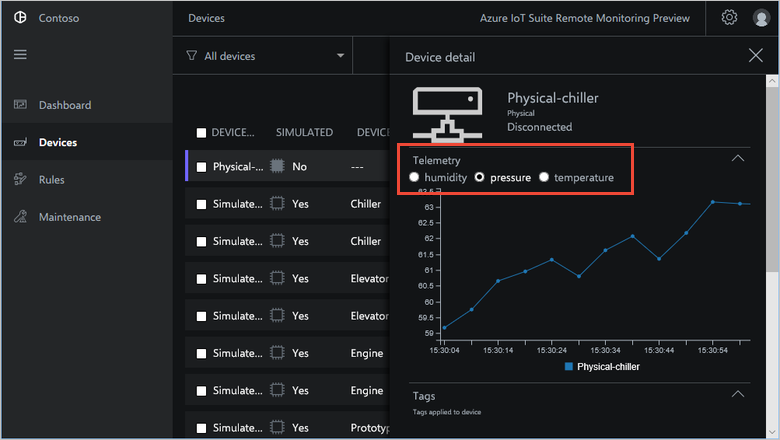 Contoso
Devices
Azure IoT Suite Remote Monitoring Preview
Dashboard
Devices
Rules
Maintenance
All devices
DEVICE... SIMULATED DEVICE
Physical-... No ---
Simulate... Yes Chiller
Simulate... Yes Chiller
Simulate... Yes Elevator
Simulate... Yes Elevator
Simulate... Yes Engine
Simulate... Yes Engine
Simulate... Yes Prototyp
Device detail
Physical-chiller
Physical
Disconnected
Telemetry
humidity pressure temperature
63.5
63
62.5
62
61.5
61
60.5
60
59.5
59
15:30:04 15:30:14 15:30:24 15:30:34 15:30:44 15:30:54
Physical-chiller
Tags
Tags applied to device